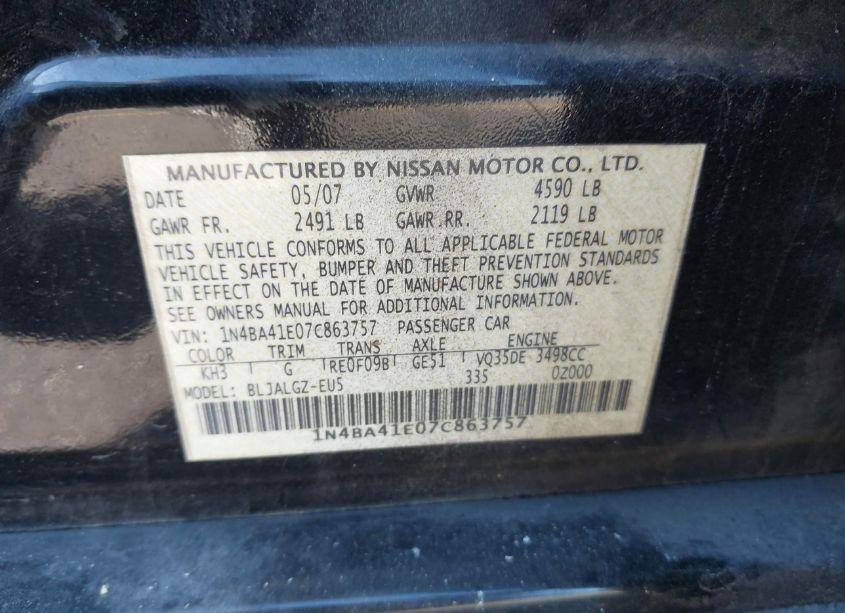 MANUFACTURED BY NISSAN MOTOR CO., LTD.
DATE 05/07 GVWR 4590 LB
GAWR FR. 2491 LB GAWR RR. 2119 LB
THIS VEHICLE CONFORMS TO ALL APPLICABLE FEDERAL MOTOR
VEHICLE SAFETY, BUMPER AND THEFT PREVENTION STANDARDS
IN EFFECT ON THE DATE OF MANUFACTURE SHOWN ABOVE.
SEE OWNERS MANUAL FOR ADDITIONAL INFORMATION.
VIN: 1N4BA41E07C863757 PASSENGER CAR
COLOR TRIM TRANS AXLE ENGINE
KH3 G RE0F09B GE51 VQ35DE 3498CC
MODEL: BLJALGZ-EU5 335 0Z000
1N4BA41E07C863757